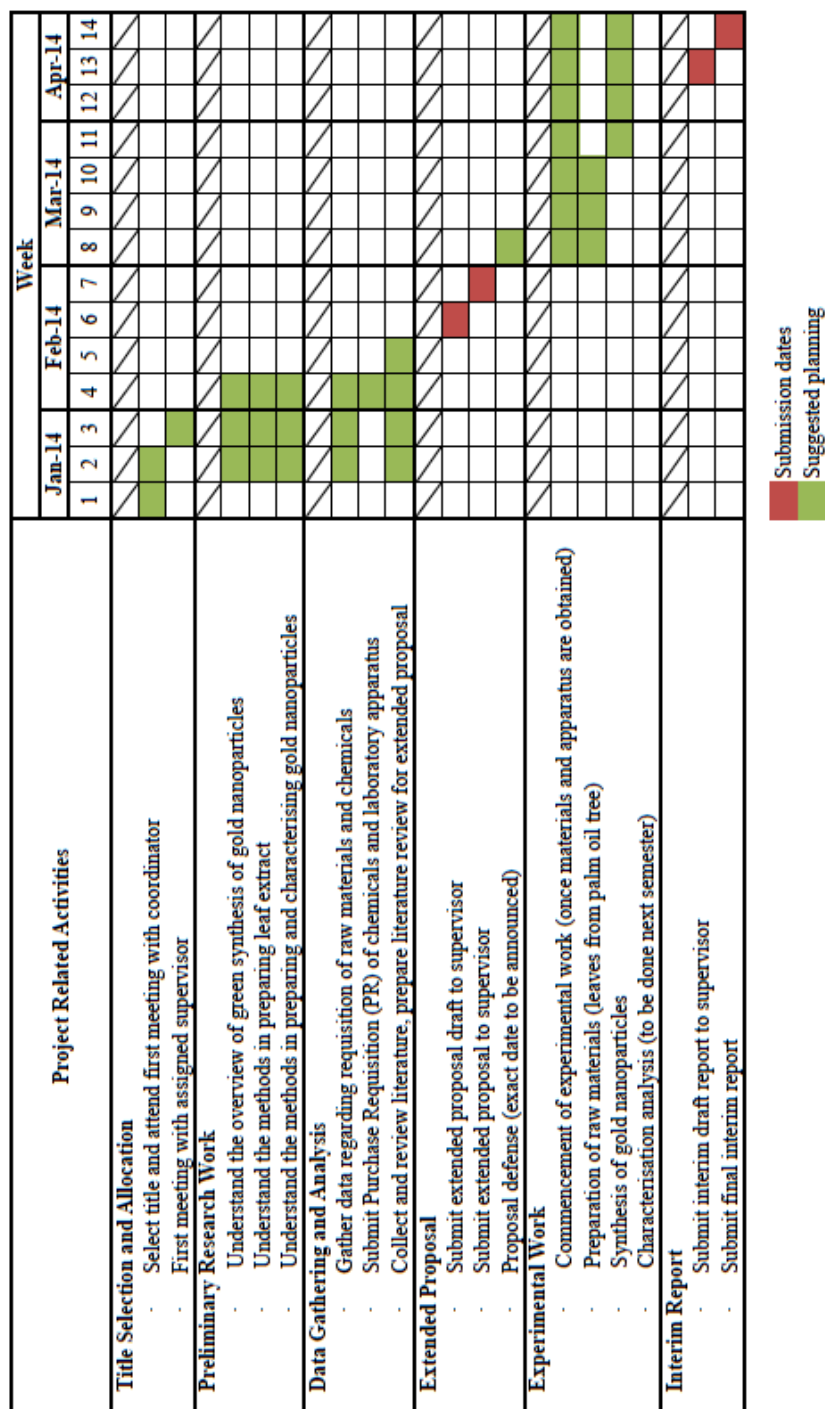 Project Related Activities
Week
Jan-14 Feb-14 Mar-14 Apr-14
1 2 3 4 5 6 7 8 9 10 11 12 13 14
Title Selection and Allocation
- Select title and attend first meeting with coordinator
- First meeting with assigned supervisor
Preliminary Research Work
- Understand the overview of green synthesis of gold nanoparticles
- Understand the methods in preparing leaf extract
- Understand the methods in preparing and characterising gold nanoparticles
Data Gathering and Analysis
- Gather data regarding requisition of raw materials and chemicals
- Submit Purchase Requisition (PR) of chemicals and laboratory apparatus
- Collect and review literature, prepare literature review for extended proposal
Extended Proposal
- Submit extended proposal draft to supervisor
- Submit extended proposal to supervisor
- Proposal defense (exact date to be announced)
Experimental Work
- Commencement of experimental work (once materials and apparatus are obtained)
- Preparation of raw materials (leaves from palm oil tree)
- Synthesis of gold nanoparticles
- Characterisation analysis (to be done next semester)
Interim Report
- Submit interim draft report to supervisor
- Submit final interim report
Submission dates
Suggested planning